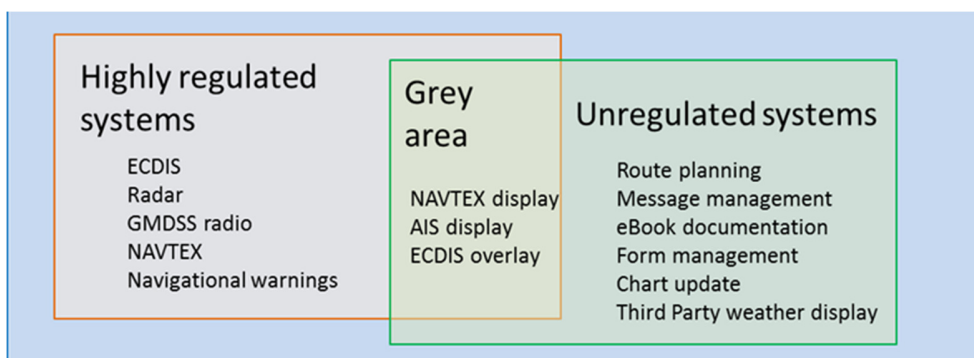 Highly regulated
systems
ECDIS
Radar
GMDSS radio
NAVTEX
Navigational warnings
Grey
area
NAVTEX display
AIS display
ECDIS overlay
Unregulated systems
Route planning
Message management
eBook documentation
Form management
Chart update
Third Party weather display